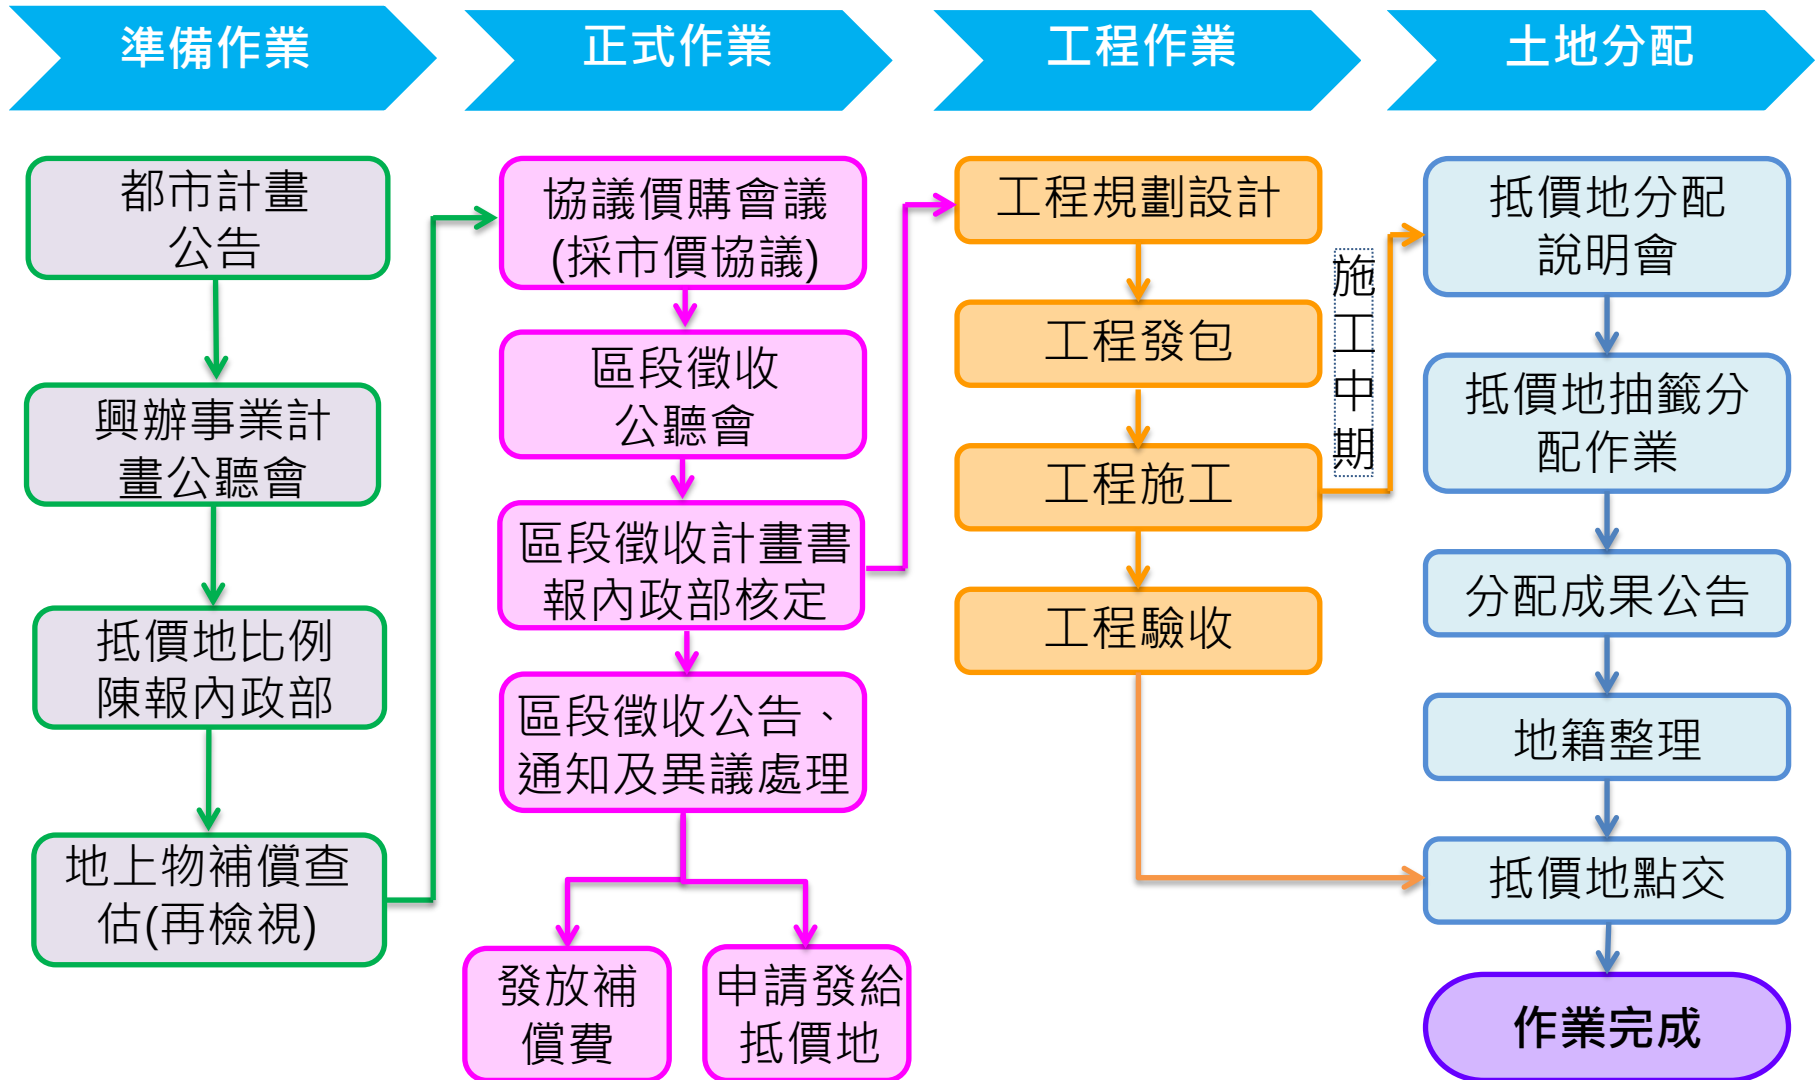 準備作業
正式作業
工程作業
土地分配
都市計畫
公告
興辦事業計
畫公聽會
抵價地比例
陳報內政部
地上物補償查
估(再檢視)
協議價購會議
(採市價協議)
區段徵收
公聽會
區段徵收計畫書
報內政部核定
區段徵收公告、
通知及異議處理
發放補
償費
申請發給
抵價地
工程規劃設計
工程發包
工程施工
工程驗收
施
工
中
期
抵價地分配
說明會
抵價地抽籤分
配作業
分配成果公告
地籍整理
抵價地點交
作業完成